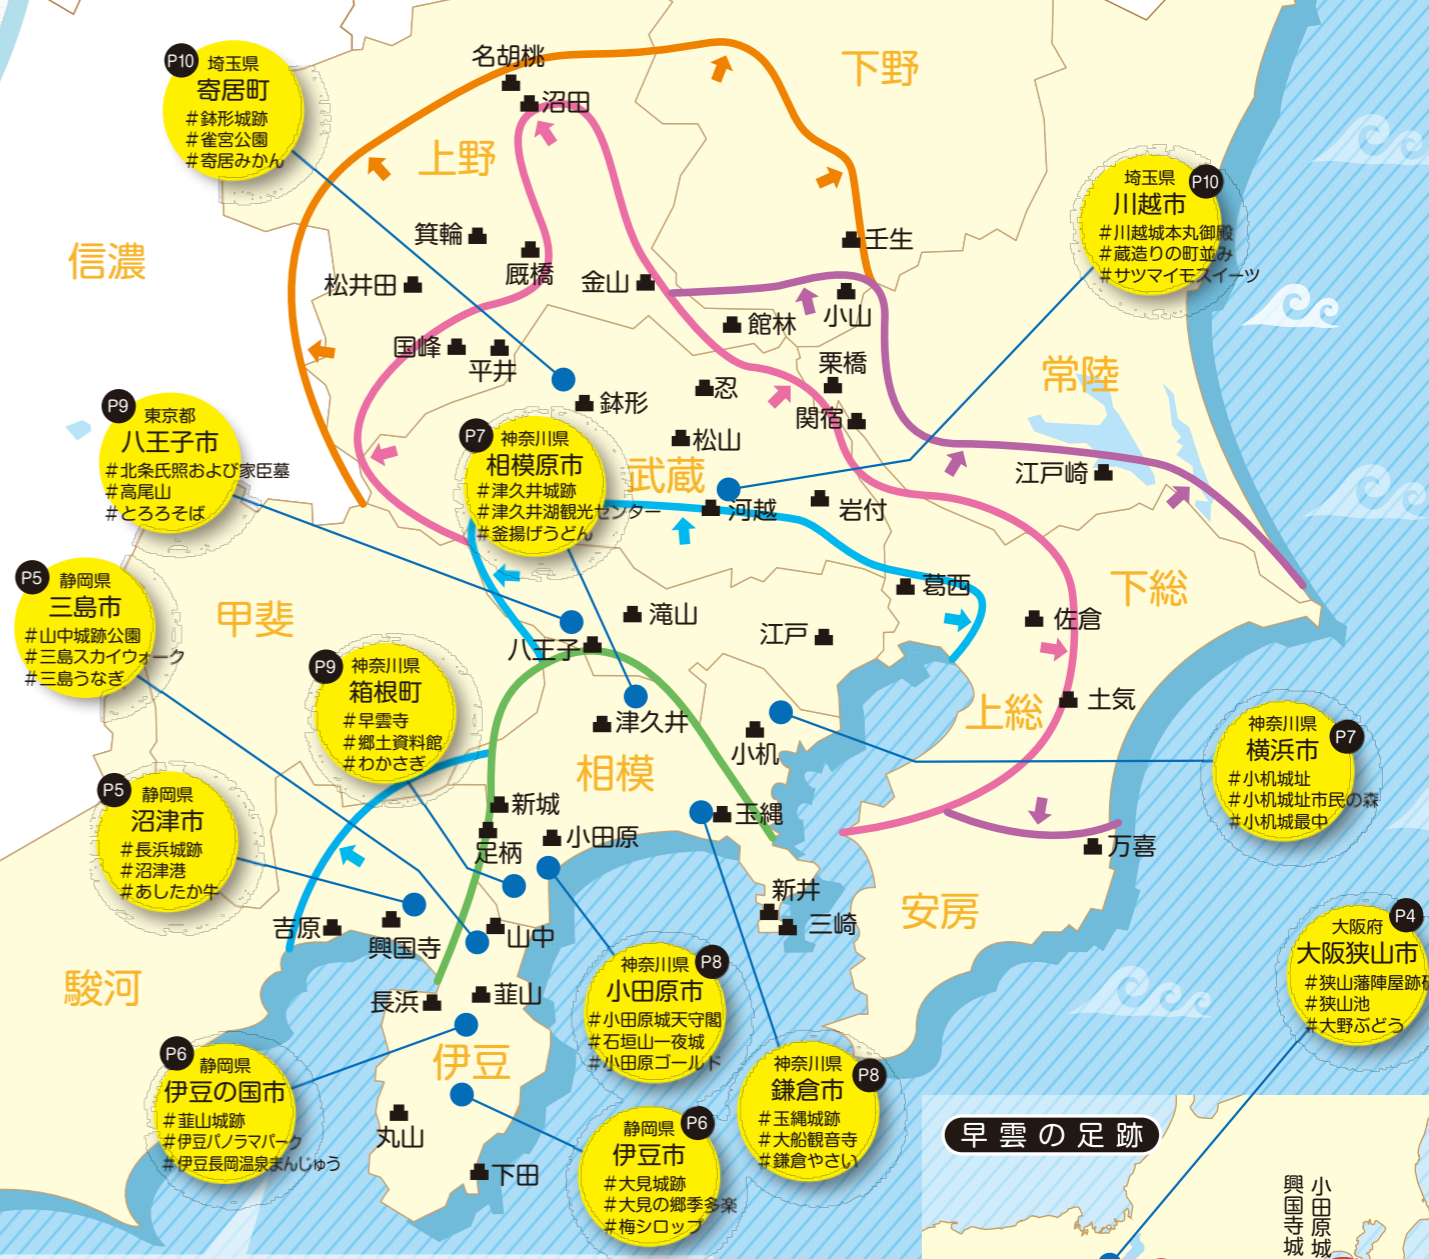 P10
埼玉県
寄居町
#鉢形城跡
#雀宮公園
#寄居みかん
名胡桃
沼田
上野
下野
信濃
箕輪
厩橋
松井田
金山
国峰
平井
館林
小山
壬生
栗橋
関宿
忍
鉢形
松山
武蔵
河越
岩付
常陸
江戸崎
P10
埼玉県
川越市
#川越城本丸御殿
#蔵造りの町並み
#サツマイモスイーツ
P9
東京都
八王子市
#北条氏照および家臣墓
#高尾山
#とろろそば
P7
神奈川県
相模原市
#津久井城跡
#津久井湖観光センター
#釜揚げうどん
P5
静岡県
三島市
#山中城跡公園
#三島スカイウォーク
#三島うなぎ
甲斐
P9
神奈川県
箱根町
#早雲寺
#郷土資料館
#わかさぎ
八王子
滝山
江戸
葛西
佐倉
下総
上総
土気
津久井
小机
相模
P7
神奈川県
横浜市
#小机城址
#小机城址市民の森
#小机城最中
P5
静岡県
沼津市
#長浜城跡
#沼津港
#あしたか牛
新城
足柄
小田原
玉縄
万喜
新井
三崎
安房
吉原
興国寺
山中
駿河
長浜
韮山
伊豆
丸山
下田
P6
静岡県
伊豆の国市
#韮山城跡
#伊豆パノラマパーク
#伊豆長岡温泉まんじゅう
P8
神奈川県
小田原市
#小田原城天守閣
#石垣山一夜城
#小田原ゴールド
P6
静岡県
伊豆市
#大見城跡
#大見の郷季多楽
#梅シロップ
P8
神奈川県
鎌倉市
#玉縄城跡
#大船観音寺
#鎌倉やさい
P4
大阪府
大阪狭山市
#狭山藩陣屋跡
#狭山池
#大野ぶどう
早雲の足跡
小田原城
興国寺城